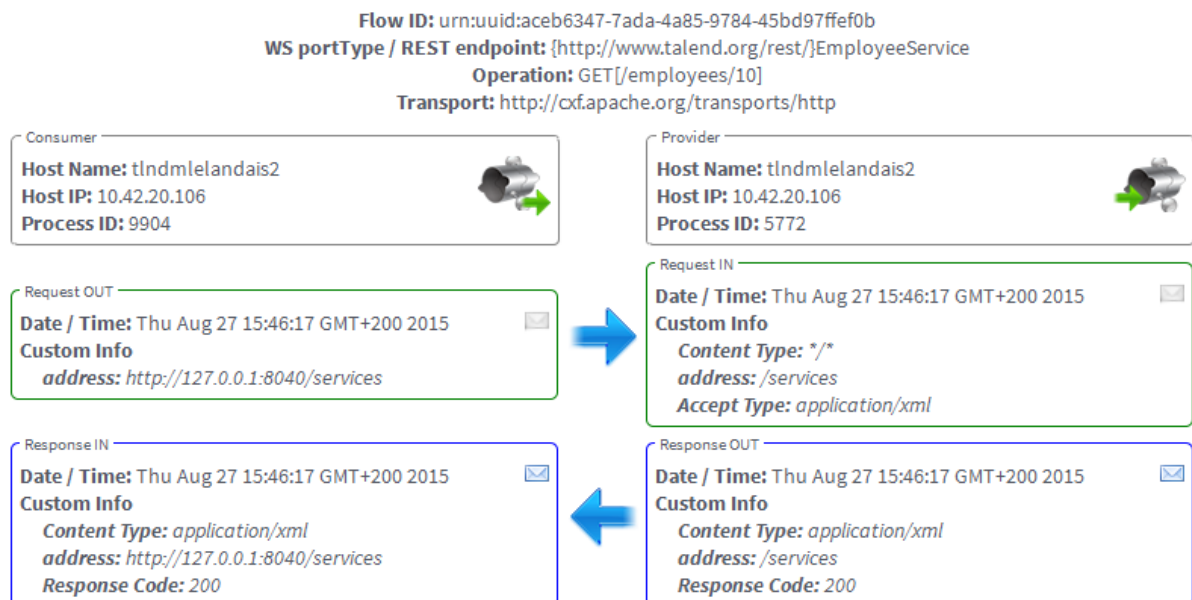 Flow ID: urn:uuid:aceb6347-7ada-4a85-9784-45bd97ffef0b
WS portType / REST endpoint: {http://www.talend.org/rest/}EmployeeService
Operation: GET[/employees/10]
Transport: http://cxf.apache.org/transports/http
Consumer
Host Name: tlndmlelandais2
Host IP: 10.42.20.106
Process ID: 9904
Provider
Host Name: tlndmlelandais2
Host IP: 10.42.20.106
Process ID: 5772
Request OUT
Date / Time: Thu Aug 27 15:46:17 GMT+200 2015
Custom Info
address: http://127.0.0.1:8040/services
Request IN
Date / Time: Thu Aug 27 15:46:17 GMT+200 2015
Custom Info
Content Type: */*
address: /services
Accept Type: application/xml
Response IN
Date / Time: Thu Aug 27 15:46:17 GMT+200 2015
Custom Info
Content Type: application/xml
address: http://127.0.0.1:8040/services
Response Code: 200
Response OUT
Date / Time: Thu Aug 27 15:46:17 GMT+200 2015
Custom Info
Content Type: application/xml
address: /services
Response Code: 200